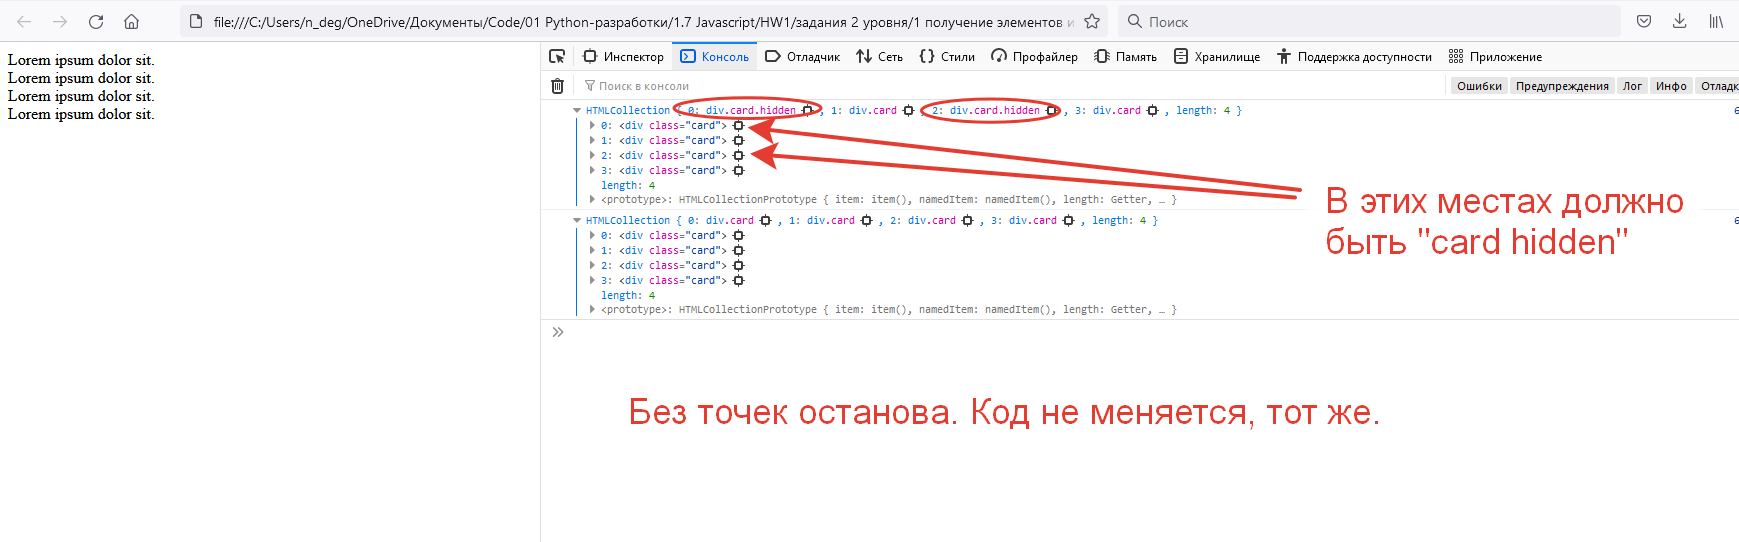 file:///C:/Users/n_deg/OneDrive/Документы/Code/01 Python-разработки/1.7 Javascript/HW1/задания 2 уровня/1 получение элементов и
Поиск
Lorem ipsum dolor sit.
Lorem ipsum dolor sit.
Lorem ipsum dolor sit.
Lorem ipsum dolor sit.
Инспектор Консоль Отладчик Сеть Стили Профайлер Память Хранилище Поддержка доступности Приложение
Поиск в консоли
Ошибки Предупреждения Лог Инфо Отладк
HTMLCollection { 0: div.card.hidden , 1: div.card , 2: div.card.hidden , 3: div.card , length: 4 }
0: <div class="card">
1: <div class="card">
2: <div class="card">
3: <div class="card">
length: 4
<prototype>: HTMLCollectionPrototype { item: item(), namedItem: namedItem(), length: Getter, … }
HTMLCollection { 0: div.card , 1: div.card , 2: div.card , 3: div.card , length: 4 }
0: <div class="card">
1: <div class="card">
2: <div class="card">
3: <div class="card">
length: 4
<prototype>: HTMLCollectionPrototype { item: item(), namedItem: namedItem(), length: Getter, … }
В этих местах должно
быть "card hidden"
Без точек останова. Код не меняется, тот же.